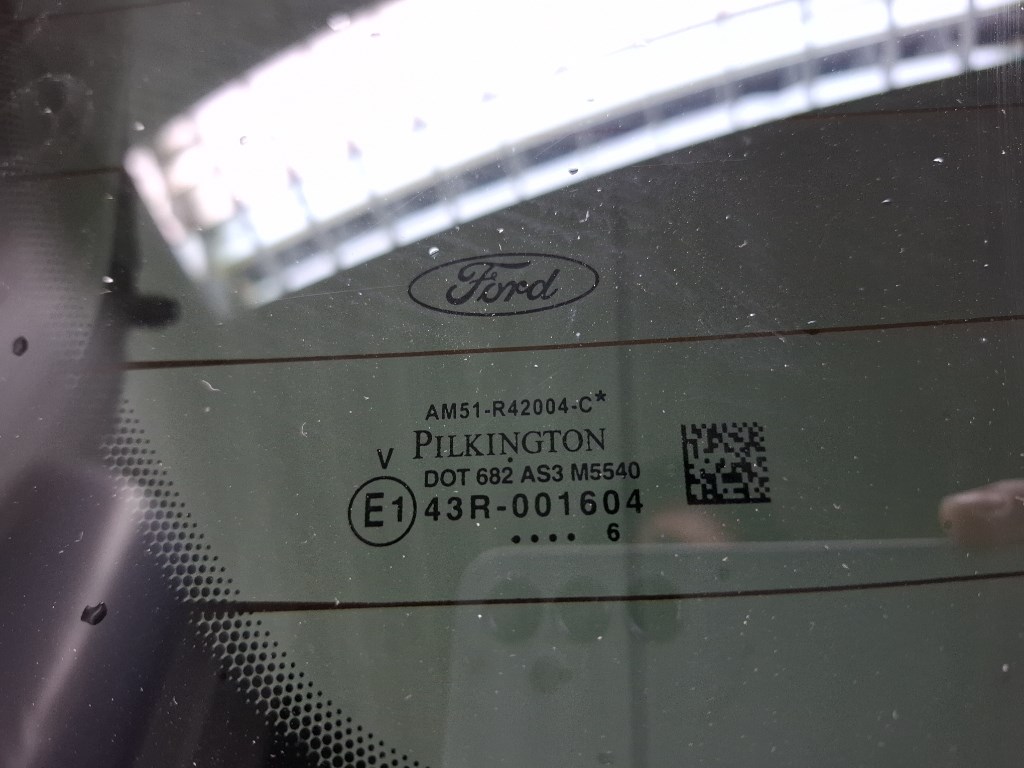 Ford
AM51-R42004-C*
PILKINGTON
V
DOT 682 AS3 M5540
E1 43R-001604
.... 6